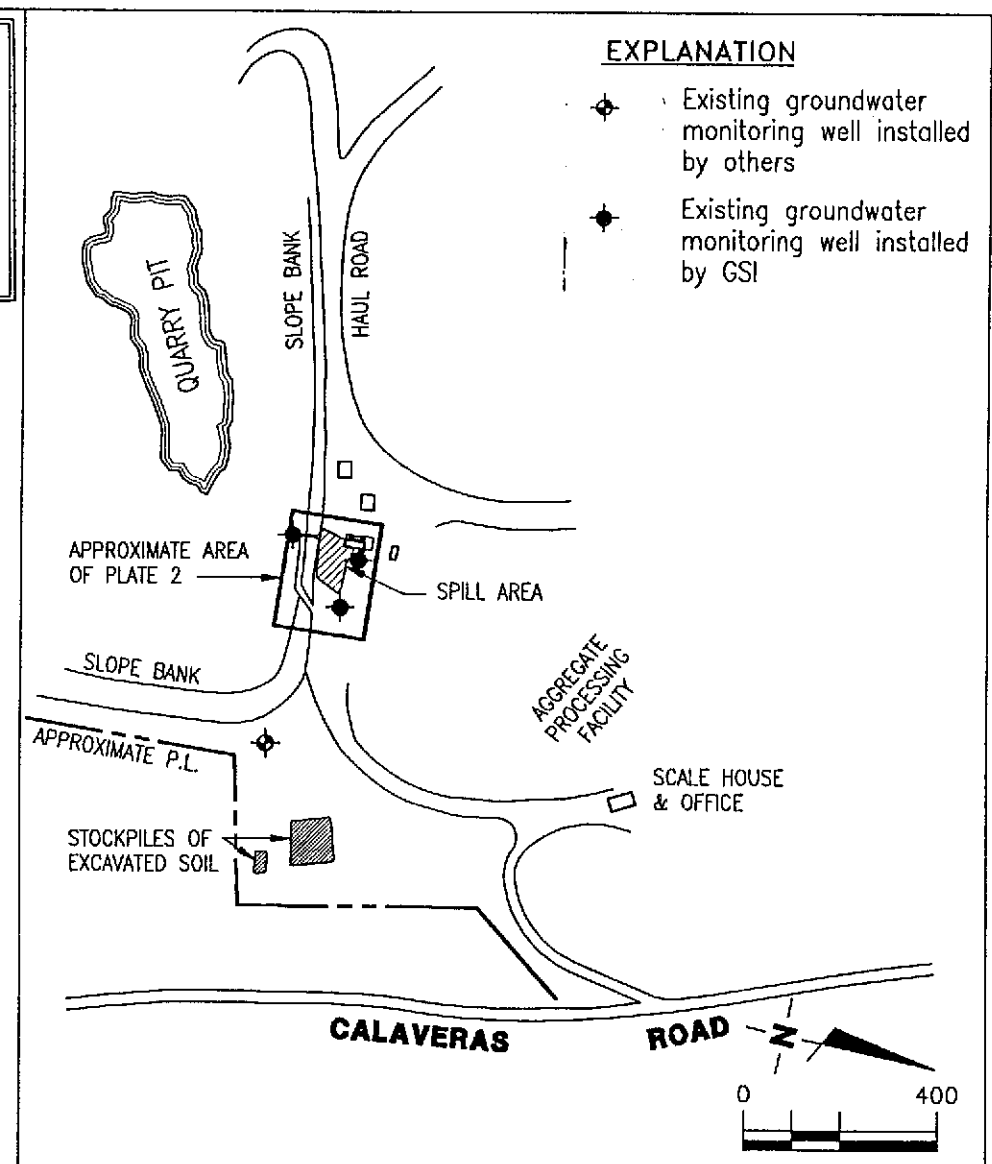 EXPLANATION
Existing groundwater
monitoring well installed
by others
Existing groundwater
monitoring well installed
by GSI
QUARRY PIT
SLOPE BANK
HAUL ROAD
APPROXIMATE AREA
OF PLATE 2
SPILL AREA
SLOPE BANK
APPROXIMATE P.L.
AGGREGATE
PROCESSING
FACILITY
SCALE HOUSE
& OFFICE
STOCKPILES OF
EXCAVATED SOIL
CALAVERAS ROAD
N
0 400